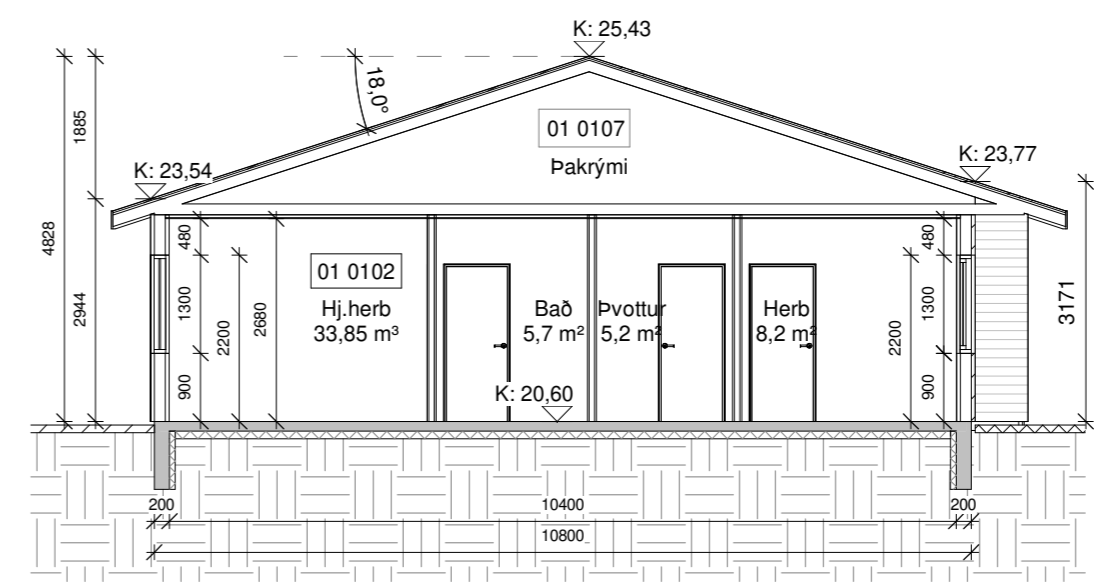 K: 25,43
18,0°
01 0107
Þakrými
K: 23,54
K: 23,77
1885
4828
2944
480
1300
900
2200
2680
01 0102
Hj.herb
33,85 m³
Bað
5,7 m²
Þvottur
5,2 m²
Herb
8,2 m²
2200
480
1300
900
3171
K: 20,60
200
10400
200
10800